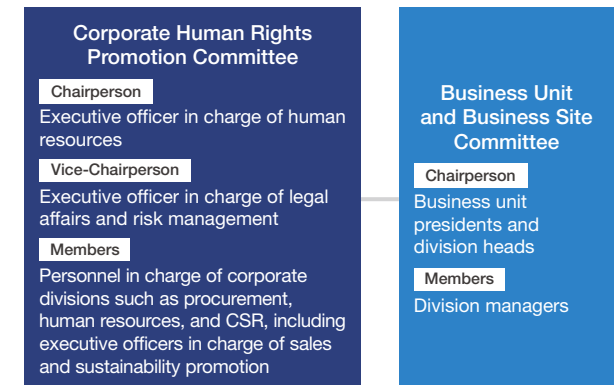 Corporate Human Rights
Promotion Committee
Chairperson
Executive officer in charge of human
resources
Vice-Chairperson
Executive officer in charge of legal
affairs and risk management
Members
Personnel in charge of corporate
divisions such as procurement,
human resources, and CSR, including
executive officers in charge of sales
and sustainability promotion
Business Unit
and Business Site
Committee
Chairperson
Business unit
presidents and
division heads
Members
Division managers